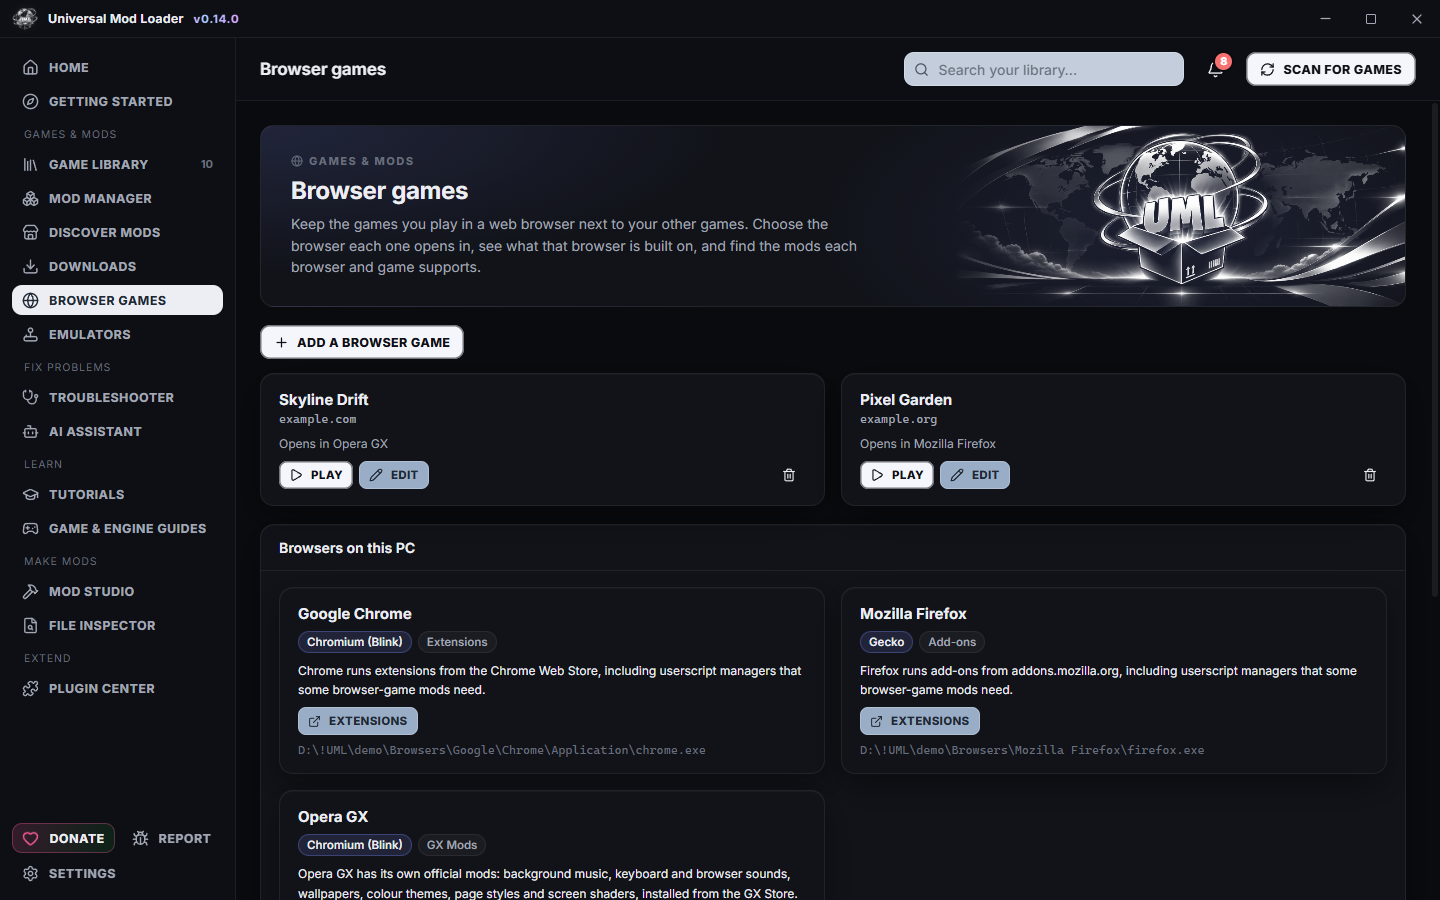 Universal Mod Loader v0.14.0
HOME
GETTING STARTED
GAMES & MODS
GAME LIBRARY 10
MOD MANAGER
DISCOVER MODS
DOWNLOADS
BROWSER GAMES
EMULATORS
FIX PROBLEMS
TROUBLESHOOTER
AI ASSISTANT
LEARN
TUTORIALS
GAME & ENGINE GUIDES
MAKE MODS
MOD STUDIO
FILE INSPECTOR
EXTEND
PLUGIN CENTER
DONATE
REPORT
SETTINGS
Browser games
Search your library...
8
SCAN FOR GAMES
GAMES & MODS
Browser games
Keep the games you play in a web browser next to your other games. Choose the
browser each one opens in, see what that browser is built on, and find the mods each
browser and game supports.
UML
ADD A BROWSER GAME
Skyline Drift
example.com
Opens in Opera GX
PLAY EDIT
Pixel Garden
example.org
Opens in Mozilla Firefox
PLAY EDIT
Browsers on this PC
Google Chrome
Chromium (Blink) Extensions
Chrome runs extensions from the Chrome Web Store, including userscript managers that
some browser-game mods need.
EXTENSIONS
D:\!UML\demo\Browsers\Google\Chrome\Application\chrome.exe
Mozilla Firefox
Gecko Add-ons
Firefox runs add-ons from addons.mozilla.org, including userscript managers that some
browser-game mods need.
EXTENSIONS
D:\!UML\demo\Browsers\Mozilla Firefox\firefox.exe
Opera GX
Chromium (Blink) GX Mods
Opera GX has its own official mods: background music, keyboard and browser sounds,
wallpapers, colour themes, page styles and screen shaders, installed from the GX Store.